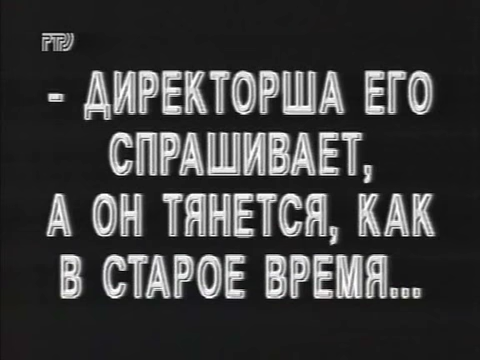 РТР
- ДИРЕКТОРША ЕГО
СПРАШИВАЕТ,
А ОН ТЯНЕТСЯ, КАК
В СТАРОЕ ВРЕМЯ...